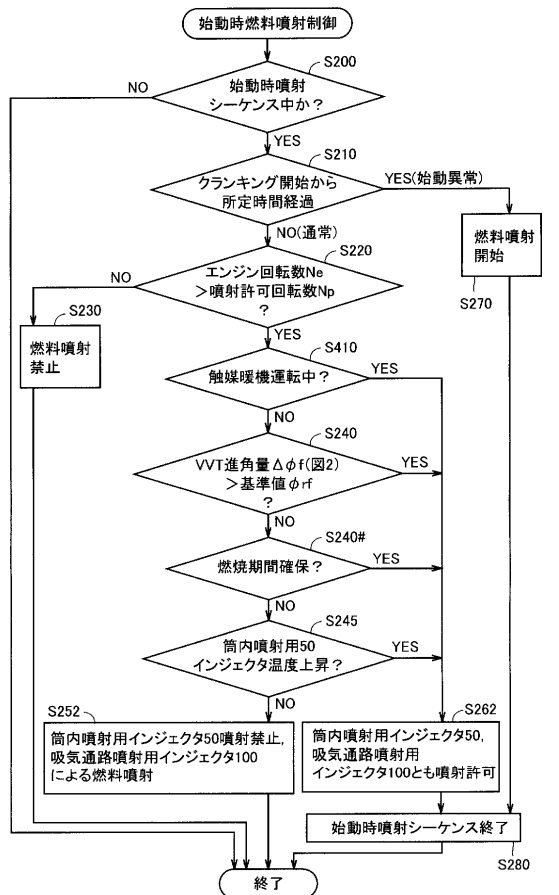 始動時燃料噴射制御
S200
始動時噴射
シーケンス中か？
NO
YES
S210
クランキング開始から
所定時間経過
YES(始動異常)
NO(通常)
燃料噴射
開始
S270
S220
エンジン回転数Ne
＞噴射許可回転数Np
？
NO
YES
S230
燃料噴射
禁止
S410
触媒暖機運転中？
YES
NO
S240
VVT進角量Δφf(図2)
＞基準値φrf
？
YES
NO
S240#
燃焼期間確保？
YES
NO
S245
筒内噴射用50
インジェクタ温度上昇？
YES
NO
S252
筒内噴射用インジェクタ50噴射禁止,
吸気通路噴射用インジェクタ100
による燃料噴射
S262
筒内噴射用インジェクタ50,
吸気通路噴射用
インジェクタ100とも噴射許可
始動時噴射シーケンス終了
S280
終了